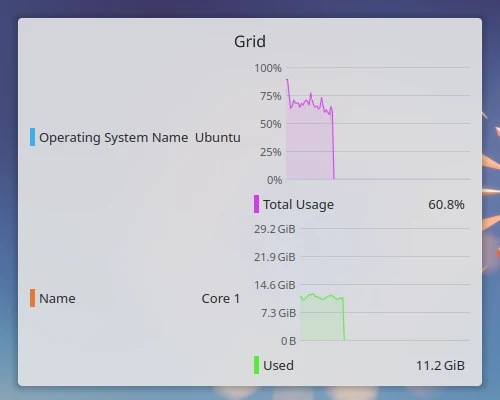 Grid
100%
75%
50%
25%
0%
Operating System Name Ubuntu
Total Usage 60.8%
29.2 GiB
21.9 GiB
14.6 GiB
7.3 GiB
0 B
Name Core 1
Used 11.2 GiB